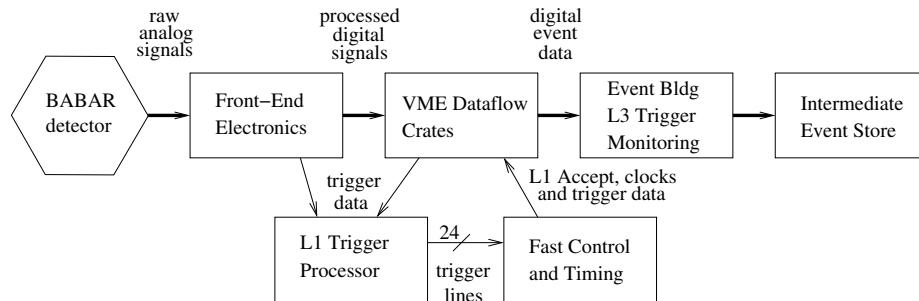 raw
analog
signals
processed
digital
signals
digital
event
data
BABAR
detector
Front−End
Electronics
VME Dataflow
Crates
Event Bldg
L3 Trigger
Monitoring
Intermediate
Event Store
trigger
data
L1 Accept, clocks
and trigger data
L1 Trigger
Processor
24
trigger
lines
Fast Control
and Timing